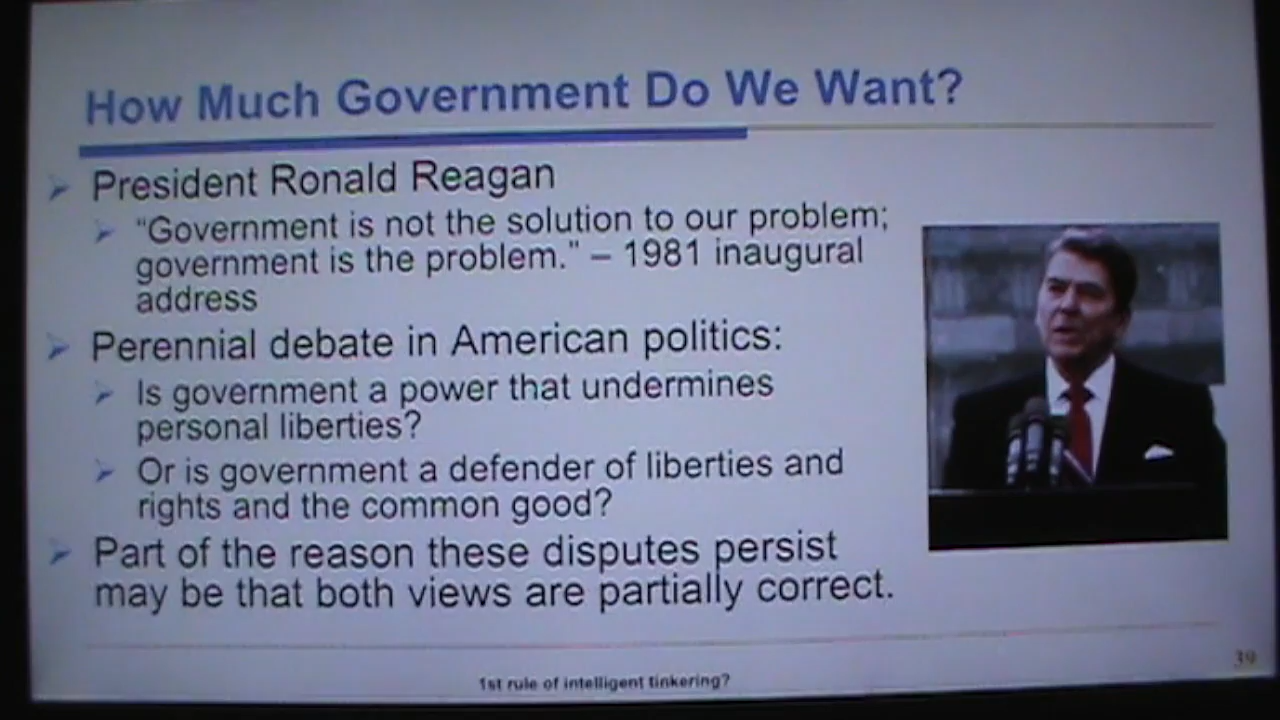 How Much Government Do We Want?
President Ronald Reagan
“Government is not the solution to our problem;
government is the problem.” – 1981 inaugural
address
Perennial debate in American politics:
Is government a power that undermines
personal liberties?
Or is government a defender of liberties and
rights and the common good?
Part of the reason these disputes persist
may be that both views are partially correct.
39
1st rule of intelligent tinkering?